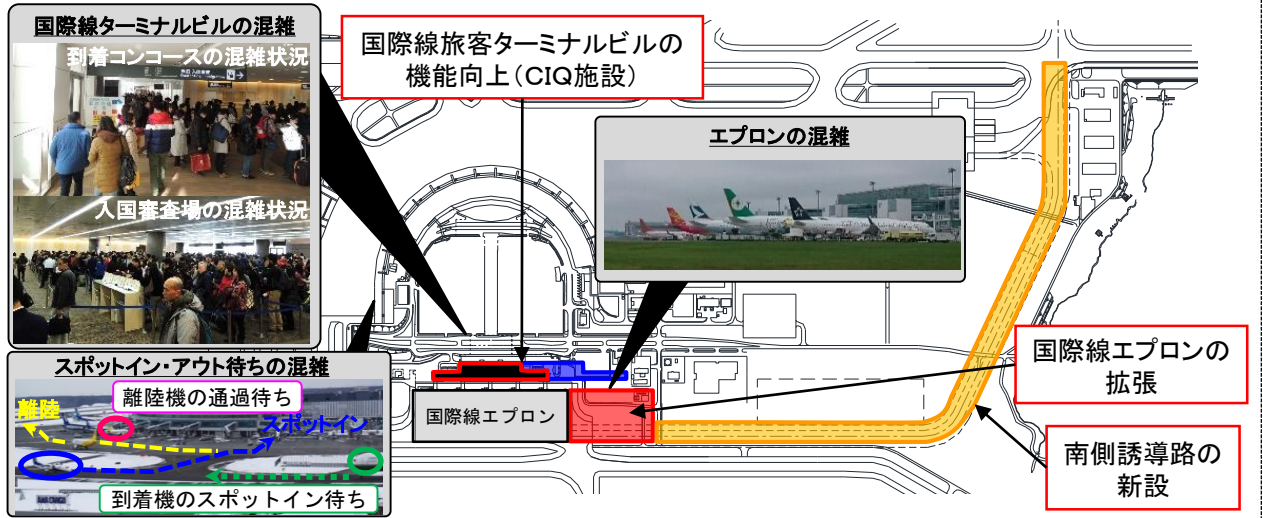 国際線ターミナルビルの混雑
到着コンコースの混雑状況
入国審査場の混雑状況
国際線旅客ターミナルビルの
機能向上(CIQ施設)
エプロンの混雑
スポットイン・アウト待ちの混雑
離陸機の通過待ち
離陸
スポットイン
到着機のスポットイン待ち
国際線エプロン
国際線エプロンの
拡張
南側誘導路の
新設